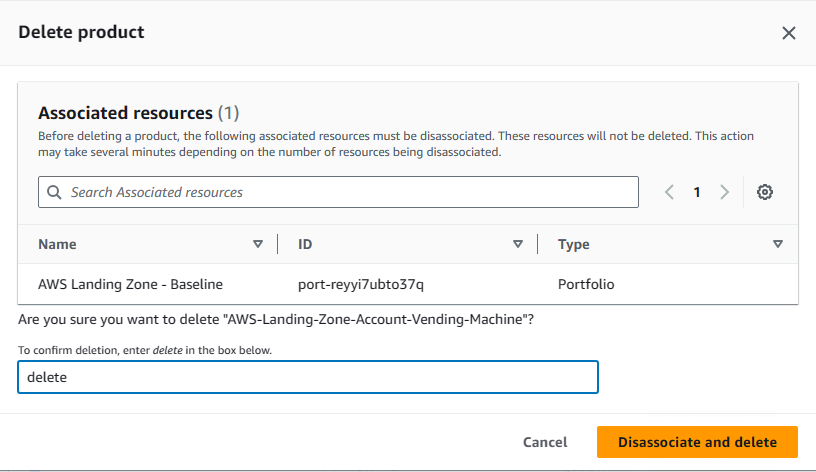 Delete product
Associated resources (1)
Before deleting a product, the following associated resources must be disassociated. These resources will not be deleted. This action
may take several minutes depending on the number of resources being disassociated.
Search Associated resources
1
Name ID Type
AWS Landing Zone - Baseline port-reyyi7ubto37q Portfolio
Are you sure you want to delete "AWS-Landing-Zone-Account-Vending-Machine"?
To confirm deletion, enter delete in the box below.
delete
Cancel Disassociate and delete